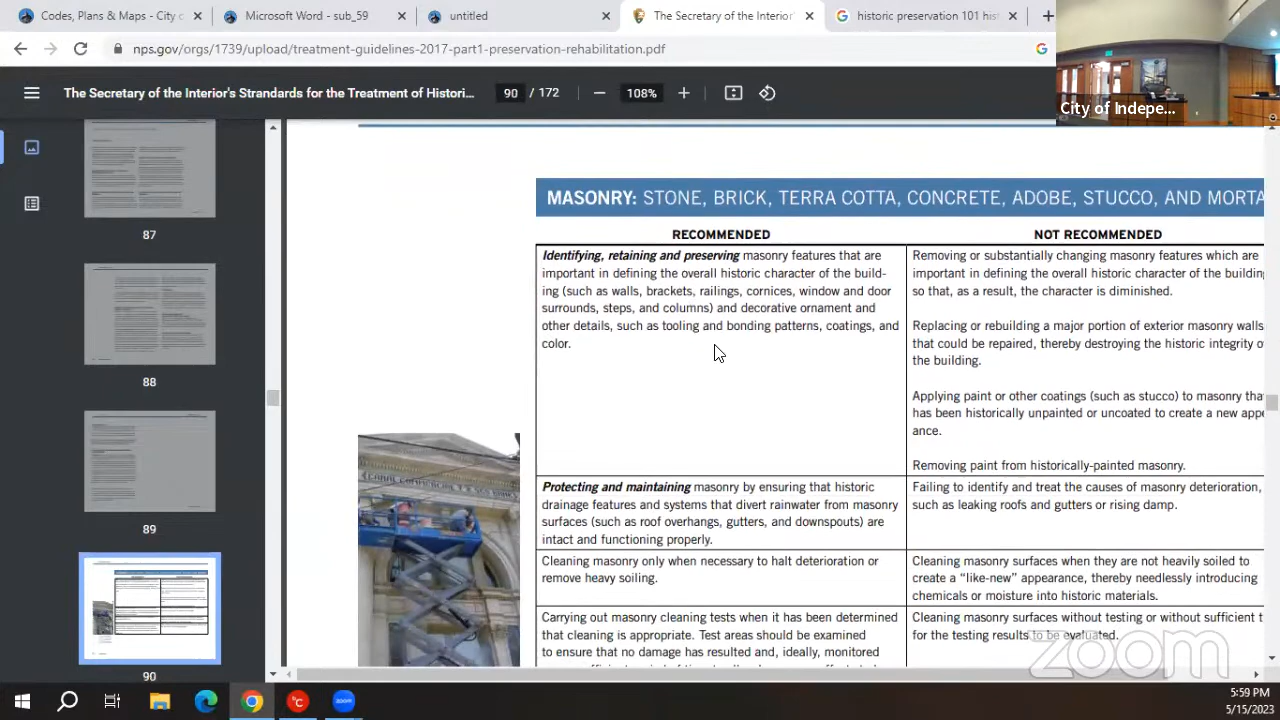 Codes, Plans & Maps - City o
Microsoft Word - sub_59
untitled
The Secretary of the Interior'
historic preservation 101 his
nps.gov/orgs/1739/upload/treatment-guidelines-2017-part1-preservation-rehabilitation.pdf
The Secretary of the Interior's Standards for the Treatment of Histori...
90 / 172
108%
City of Indepe...
87
88
89
90
MASONRY: STONE, BRICK, TERRA COTTA, CONCRETE, ADOBE, STUCCO, AND MORTA
RECOMMENDED
Identifying, retaining and preserving masonry features that are
important in defining the overall historic character of the build-
ing (such as walls, brackets, railings, cornices, window and door
surrounds, steps, and columns) and decorative ornament and
other details, such as tooling and bonding patterns, coatings, and
color.
NOT RECOMMENDED
Removing or substantially changing masonry features which are
important in defining the overall historic character of the building
so that, as a result, the character is diminished.
Replacing or rebuilding a major portion of exterior masonry walls
that could be repaired, thereby destroying the historic integrity o
the building.
Applying paint or other coatings (such as stucco) to masonry tha
has been historically unpainted or uncoated to create a new appe
ance.
Removing paint from historically-painted masonry.
Protecting and maintaining masonry by ensuring that historic
drainage features and systems that divert rainwater from masonry
surfaces (such as roof overhangs, gutters, and downspouts) are
intact and functioning properly.
Failing to identify and treat the causes of masonry deterioration,
such as leaking roofs and gutters or rising damp.
Cleaning masonry only when necessary to halt deterioration or
remove heavy soiling.
Cleaning masonry surfaces when they are not heavily soiled to
create a “like-new” appearance, thereby needlessly introducing
chemicals or moisture into historic materials.
Carrying out masonry cleaning tests when it has been determined
that cleaning is appropriate. Test areas should be examined
to ensure that no damage has resulted and, ideally, monitored
Cleaning masonry surfaces without testing or without sufficient t
for the testing results to be evaluated.
zoom
zoom
5:59 PM
5/15/2023